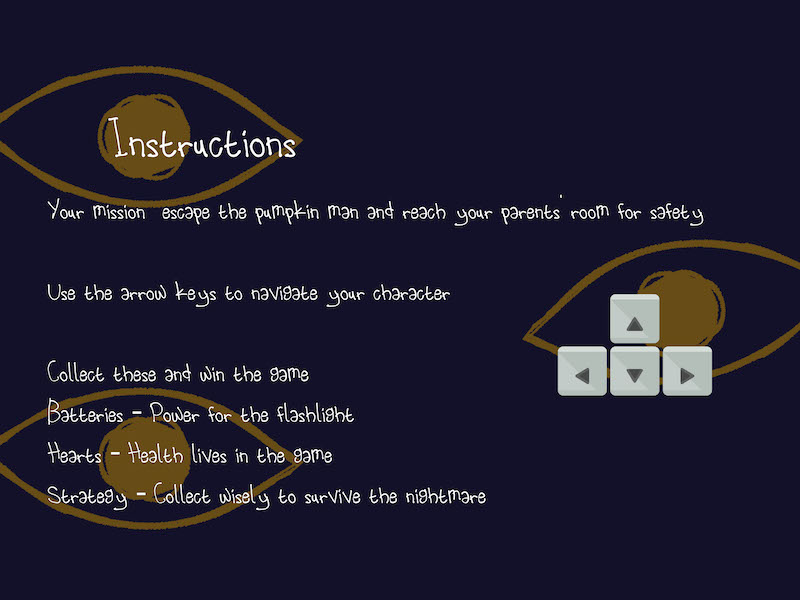 Instructions
Your mission escape the pumpkin man and reach your parents' room for safety
Use the arrow keys to navigate your character
Collect these and win the game
Batteries - Power for the flashlight
Hearts - Health lives in the game
Strategy - Collect wisely to survive the nightmare